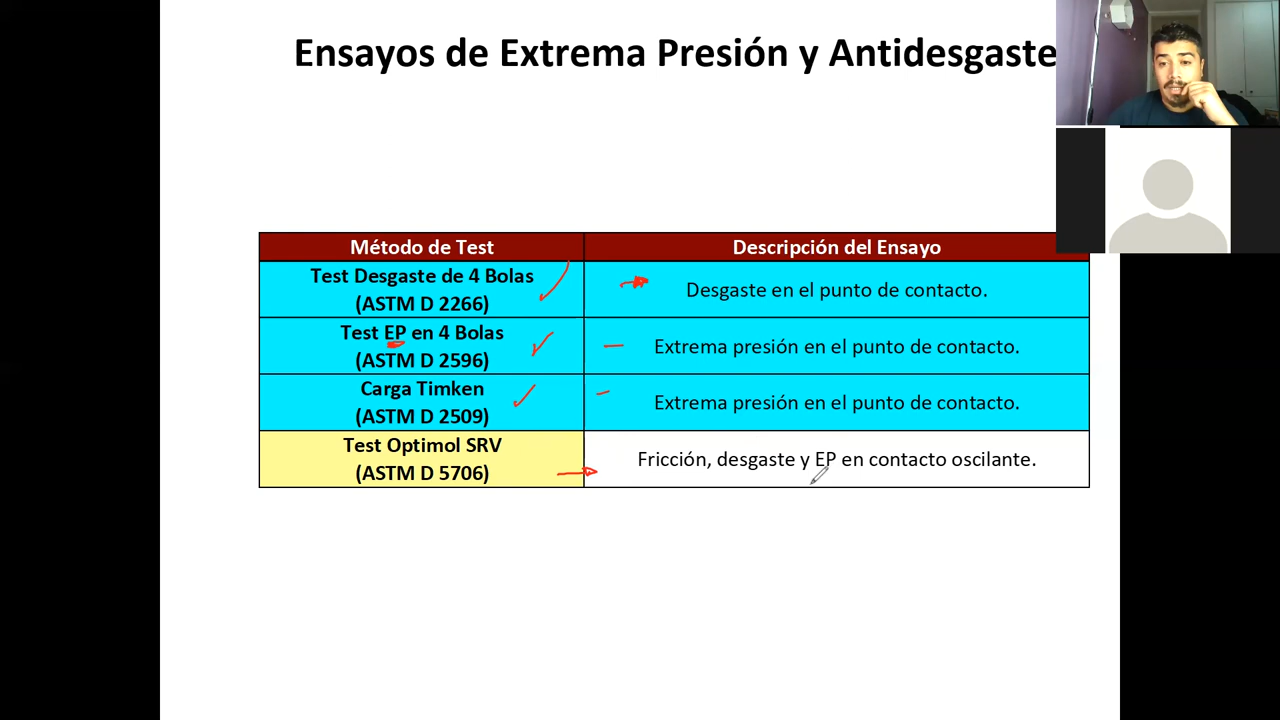 Ensayos de Extrema Presión y Antidesgaste
Método de Test
Descripción del Ensayo
Test Desgaste de 4 Bolas
(ASTM D 2266)
Desgaste en el punto de contacto.
Test EP en 4 Bolas
(ASTM D 2596)
Extrema presión en el punto de contacto.
Carga Timken
(ASTM D 2509)
Extrema presión en el punto de contacto.
Test Optimol SRV
(ASTM D 5706)
Fricción, desgaste y EP en contacto oscilante.